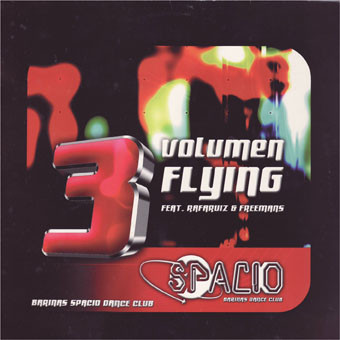 3
VOLUMEN
FLYING
FEAT. RAFARUIZ & FREEMANS
SPACIO
BARINAS DANCE CLUB
BARINAS SPACIO DANCE CLUB